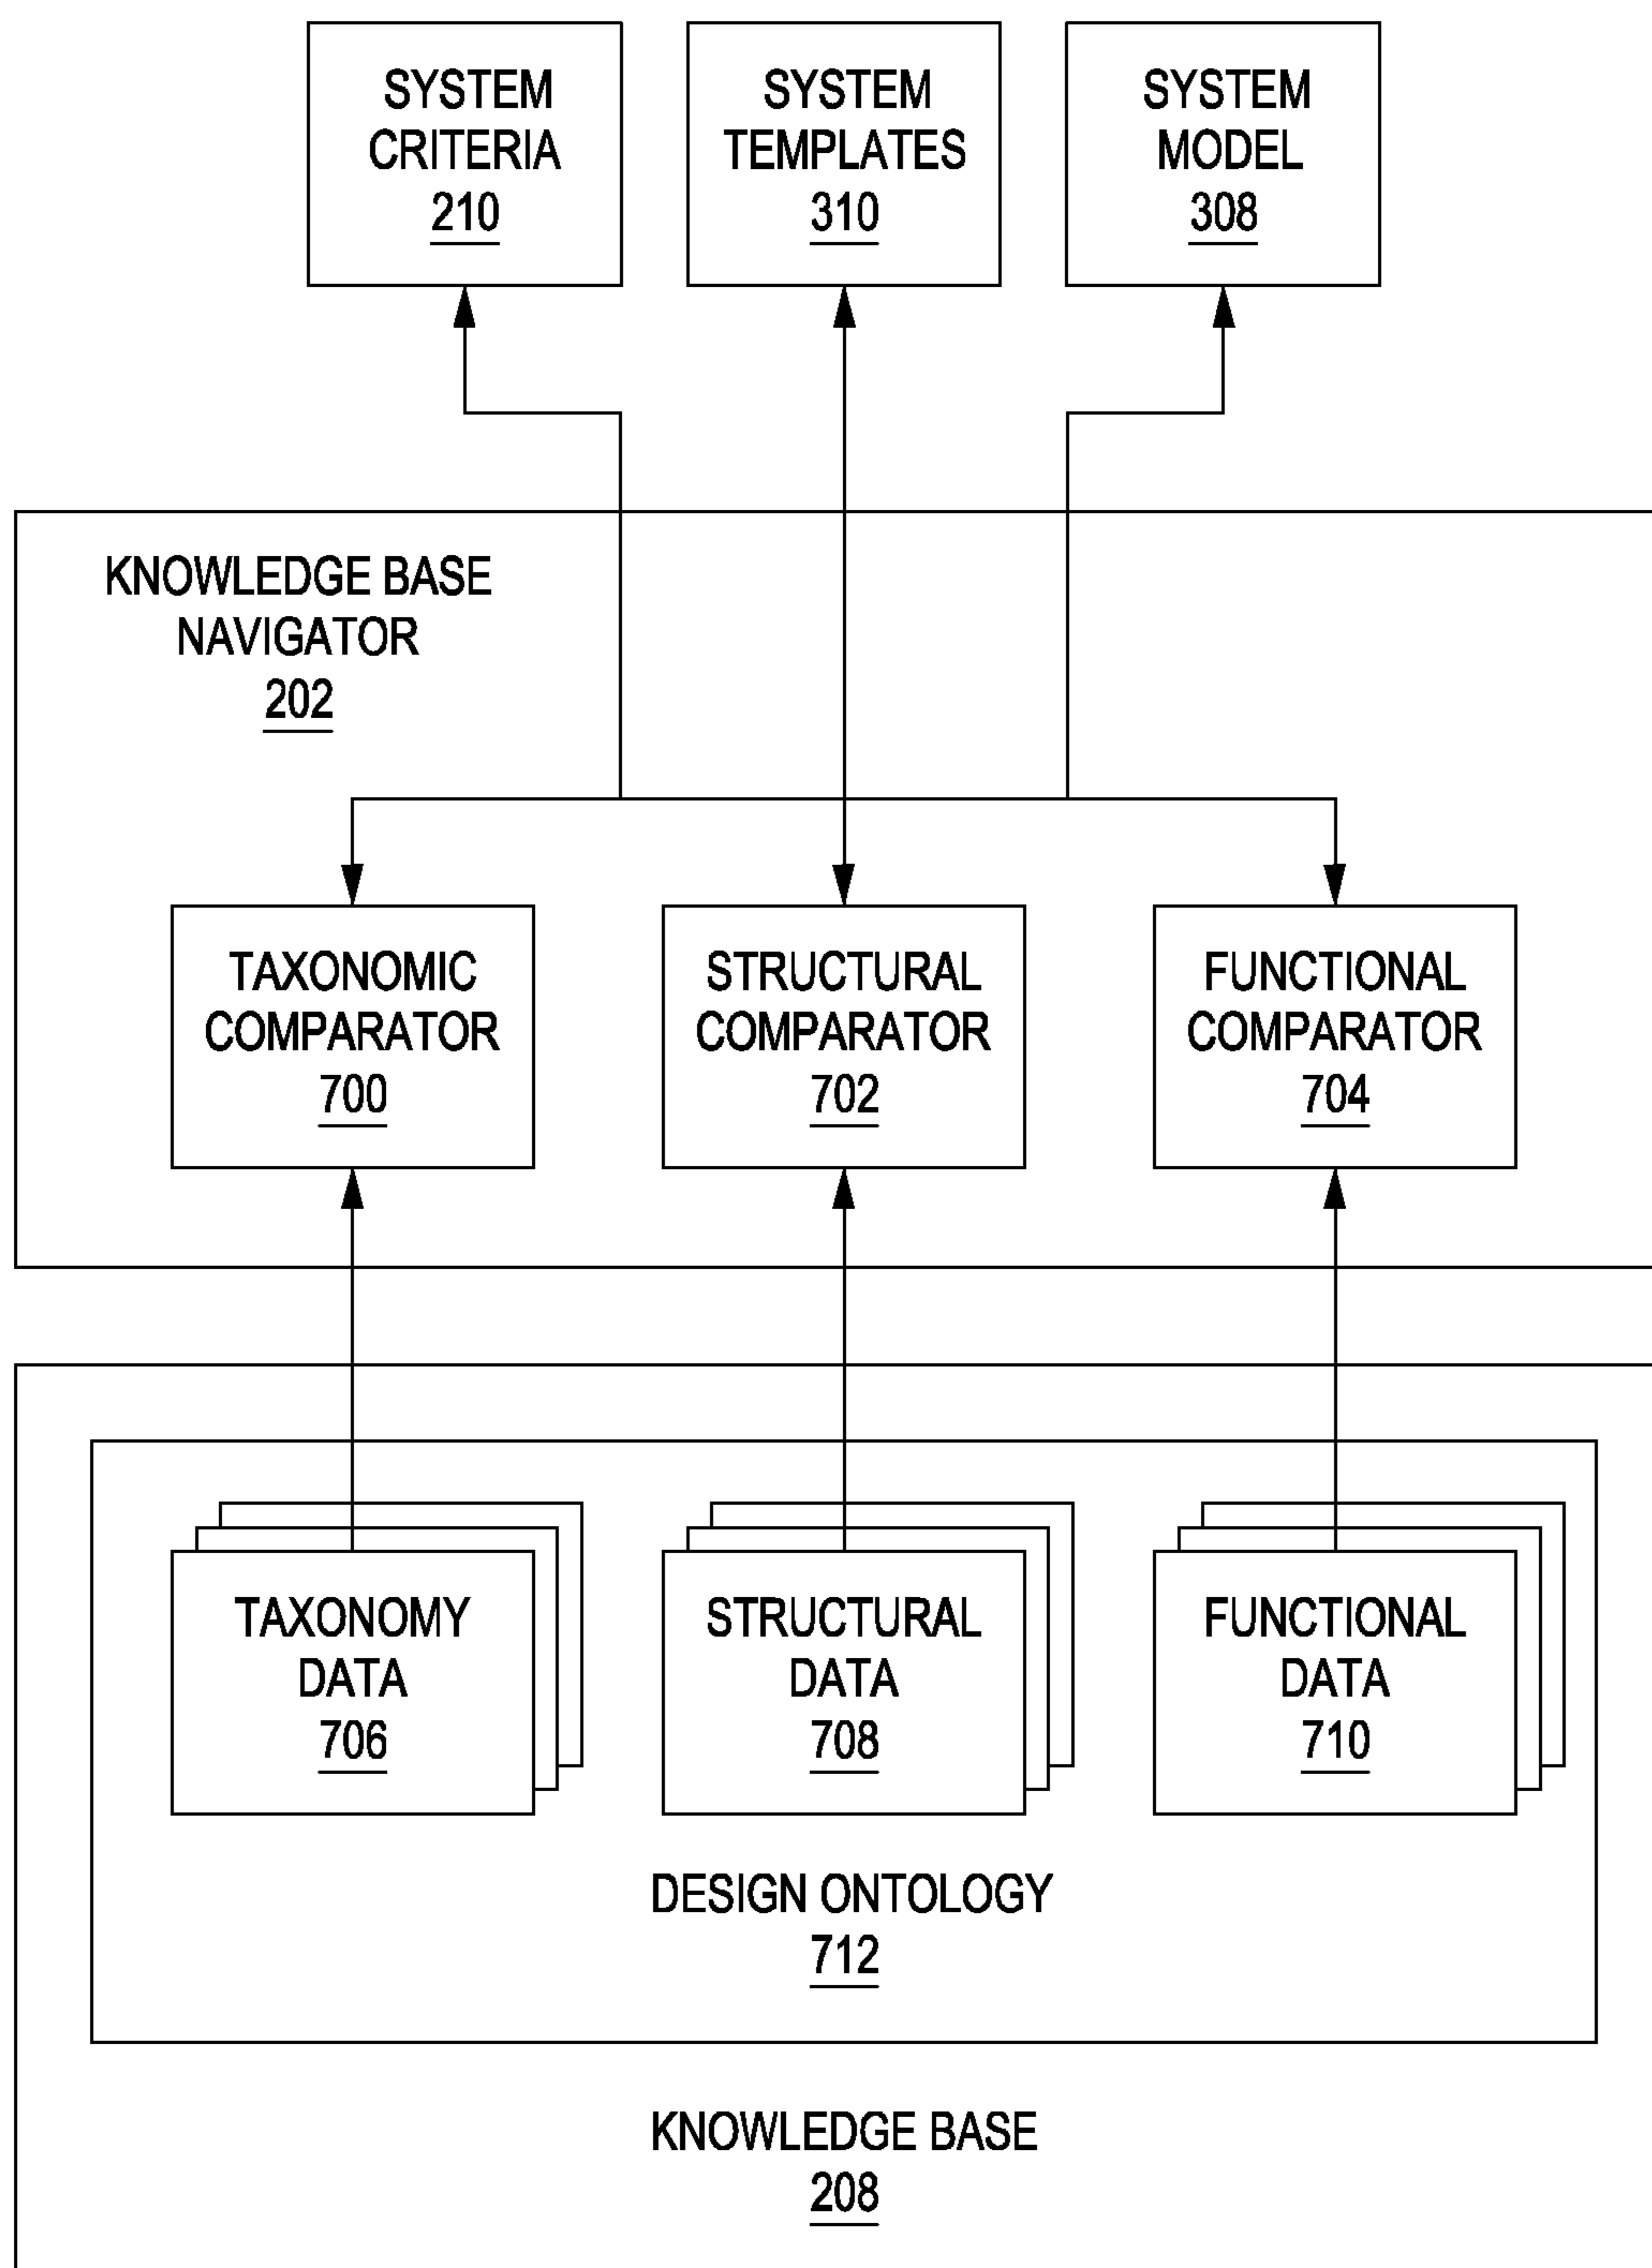 SYSTEM
CRITERIA
210
SYSTEM
TEMPLATES
310
SYSTEM
MODEL
308
KNOWLEDGE BASE
NAVIGATOR
202
TAXONOMIC
COMPARATOR
700
STRUCTURAL
COMPARATOR
702
FUNCTIONAL
COMPARATOR
704
TAXONOMY
DATA
706
STRUCTURAL
DATA
708
FUNCTIONAL
DATA
710
DESIGN ONTOLOGY
712
KNOWLEDGE BASE
208